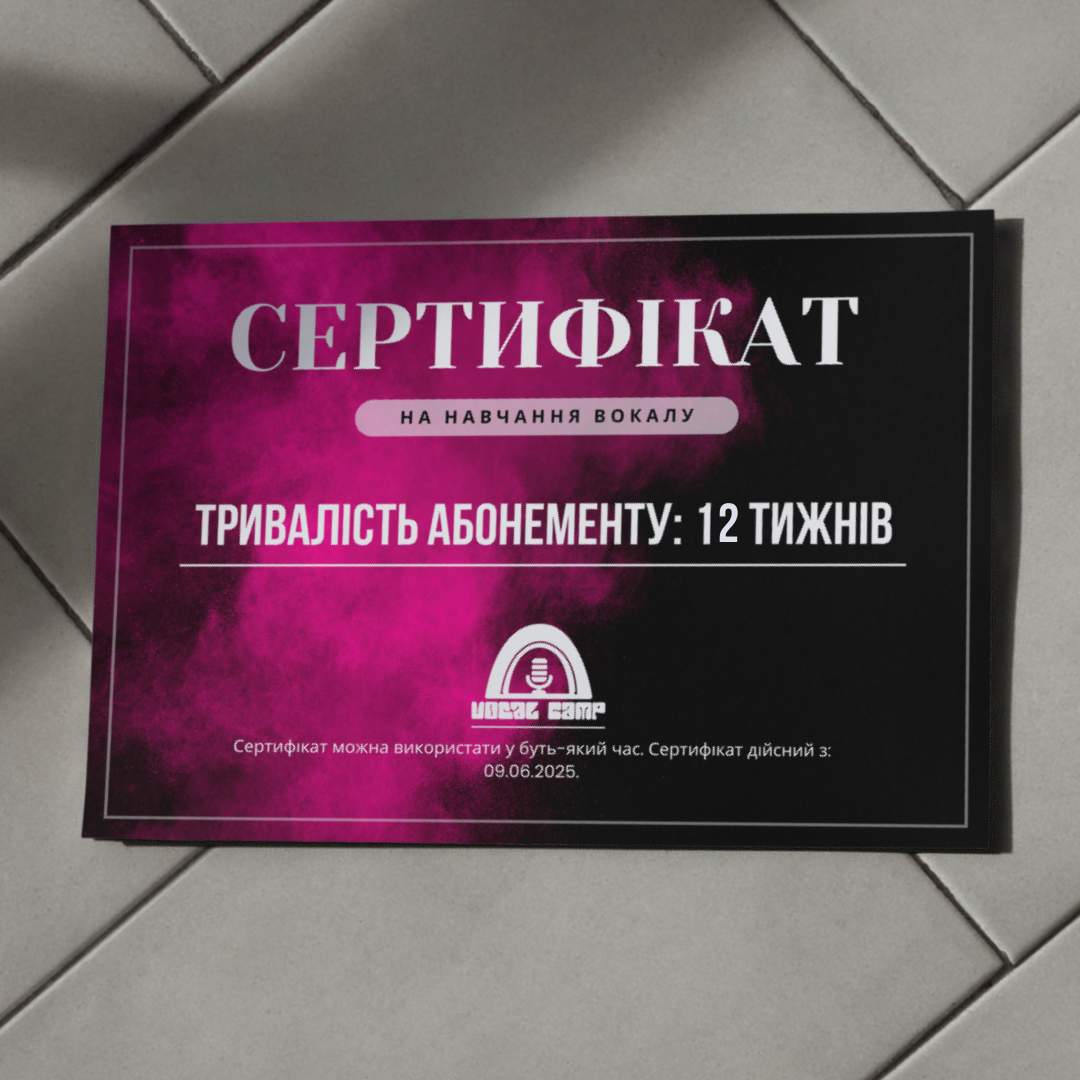 СЕРТИФІКАТ
НА НАВЧАННЯ ВОКАЛУ
ТРИВАЛІСТЬ АБОНЕМЕНТУ: 12 ТИЖНІВ
VOCAL CAMP
Сертифікат можна використати у буть-який час. Сертифікат дійсний з:
09.06.2025.